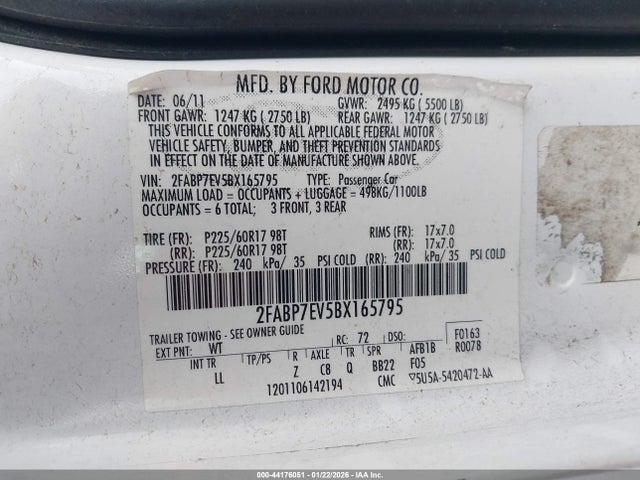 MFD. BY FORD MOTOR CO.
DATE: 06/11 GVWR: 2495 KG ( 5500 LB)
FRONT GAWR: 1247 KG ( 2750 LB) REAR GAWR: 1247 KG ( 2750 LB)
THIS VEHICLE CONFORMS TO ALL APPLICABLE FEDERAL MOTOR
VEHICLE SAFETY, BUMPER, AND THEFT PREVENTION STANDARDS
IN EFFECT ON THE DATE OF MANUFACTURE SHOWN ABOVE.
VIN: 2FABP7EV5BX165795 TYPE: Passenger Car
MAXIMUM LOAD = OCCUPANTS + LUGGAGE = 498KG/1100LB
OCCUPANTS = 6 TOTAL; 3 FRONT, 3 REAR
TIRE (FR): P225/60R17 98T RIMS (FR): 17x7.0
(RR): P225/60R17 98T (RR): 17x7.0
PRESSURE (FR): 240 kPa/ 35 PSI COLD (RR): 240 kPa/ 35 PSI COLD
2FABP7EV5BX165795
TRAILER TOWING - SEE OWNER GUIDE
EXT PNT: WT RC: 72 DSO: F0163
INT TR TP/PS R AXLE TR SPR AFB1B R0078
LL Z C8 Q BB22 F05
1201106142194 CMC ▽5U5A-5420472-AA
000-44176051 - 01/22/2026 - IAAI CORPORATE